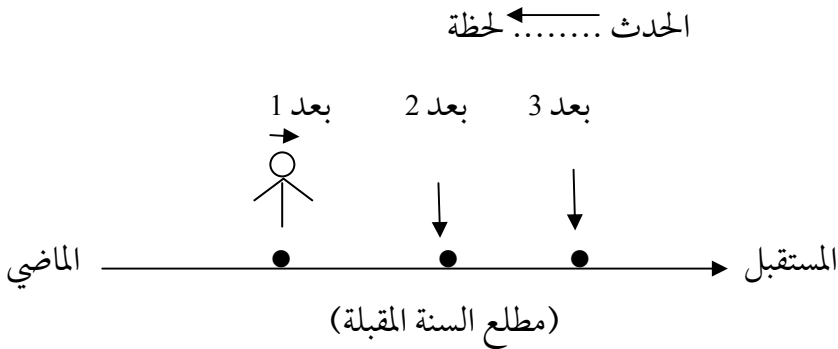 الحدث ........ لحظة
بعد 1 بعد 2 بعد 3
الماضي المستقبل
(مطلع السنة المقبلة)